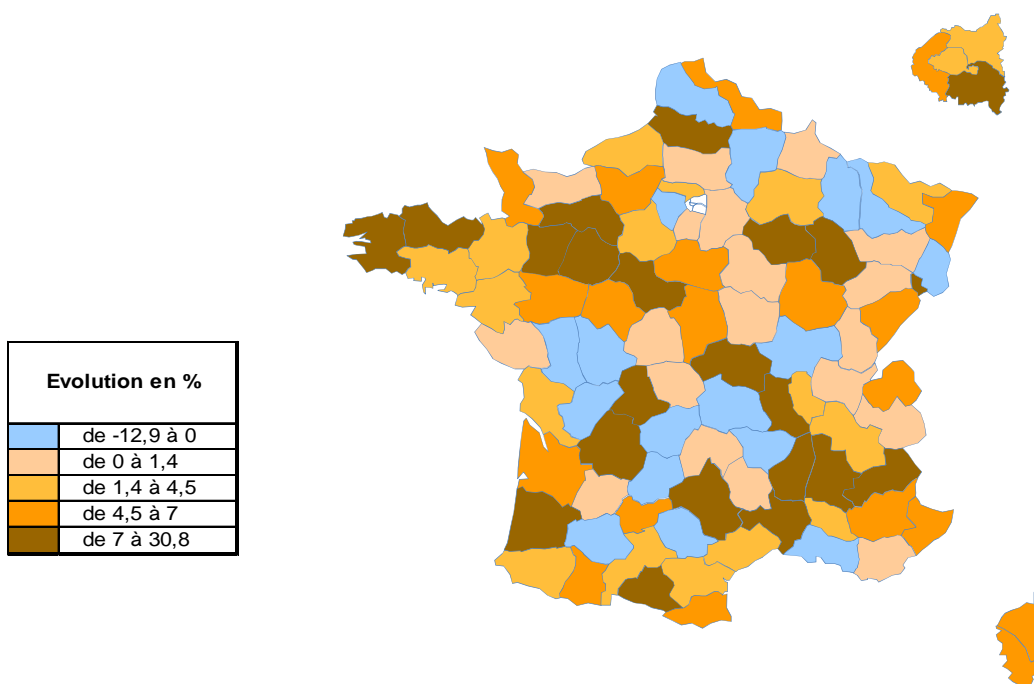 Evolution en %
de -12,9 à 0
de 0 à 1,4
de 1,4 à 4,5
de 4,5 à 7
de 7 à 30,8